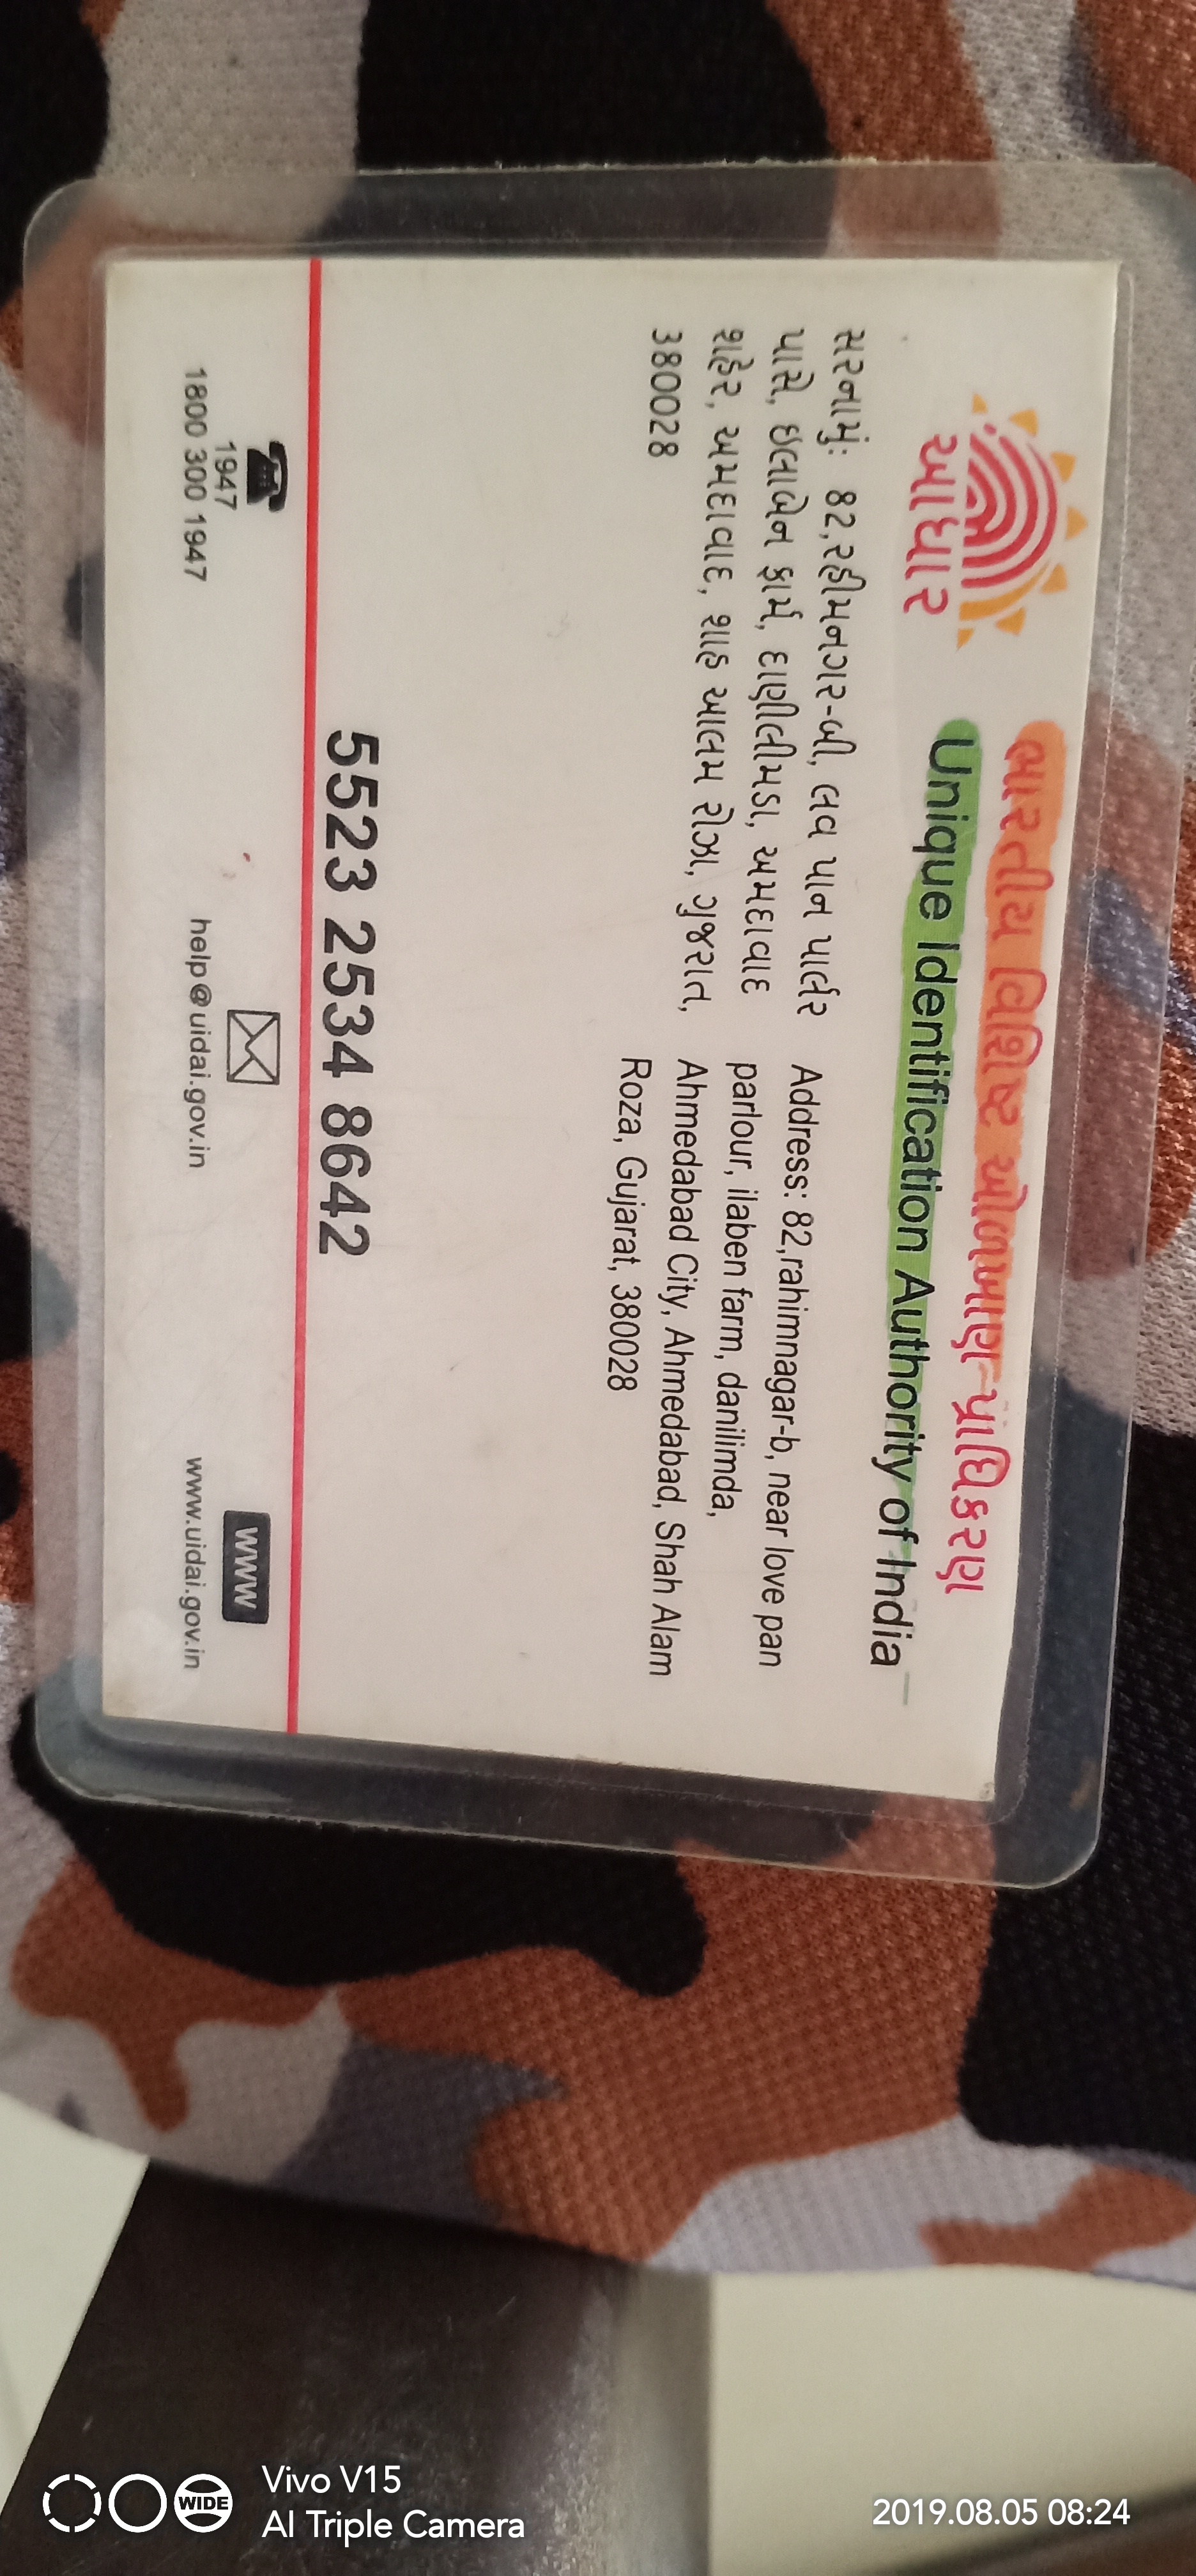 આધાર
ભારતીય વિશિષ્ટ ઓળખાણ પ્રાધિકરણ
Unique Identification Authority of India
સરનામું: 82,રહીમનગર-બી, લવ પાન પાર્લર
પાસે, ઇલાબેન ફાર્મ, દાણીલીમડા, અમદાવાદ
શહેર, અમદાવાદ, શાહ આલમ રોઝા, ગુજરાત,
380028
Address: 82,rahimnagar-b, near love pan
parlour, ilaben farm, danilimda,
Ahmedabad City, Ahmedabad, Shah Alam
Roza, Gujarat, 380028
5523 2534 8642
1947
1800 300 1947
help@uidai.gov.in
WWW
www.uidai.gov.in
WIDE
Vivo V15
AI Triple Camera
2019.08.05 08:24